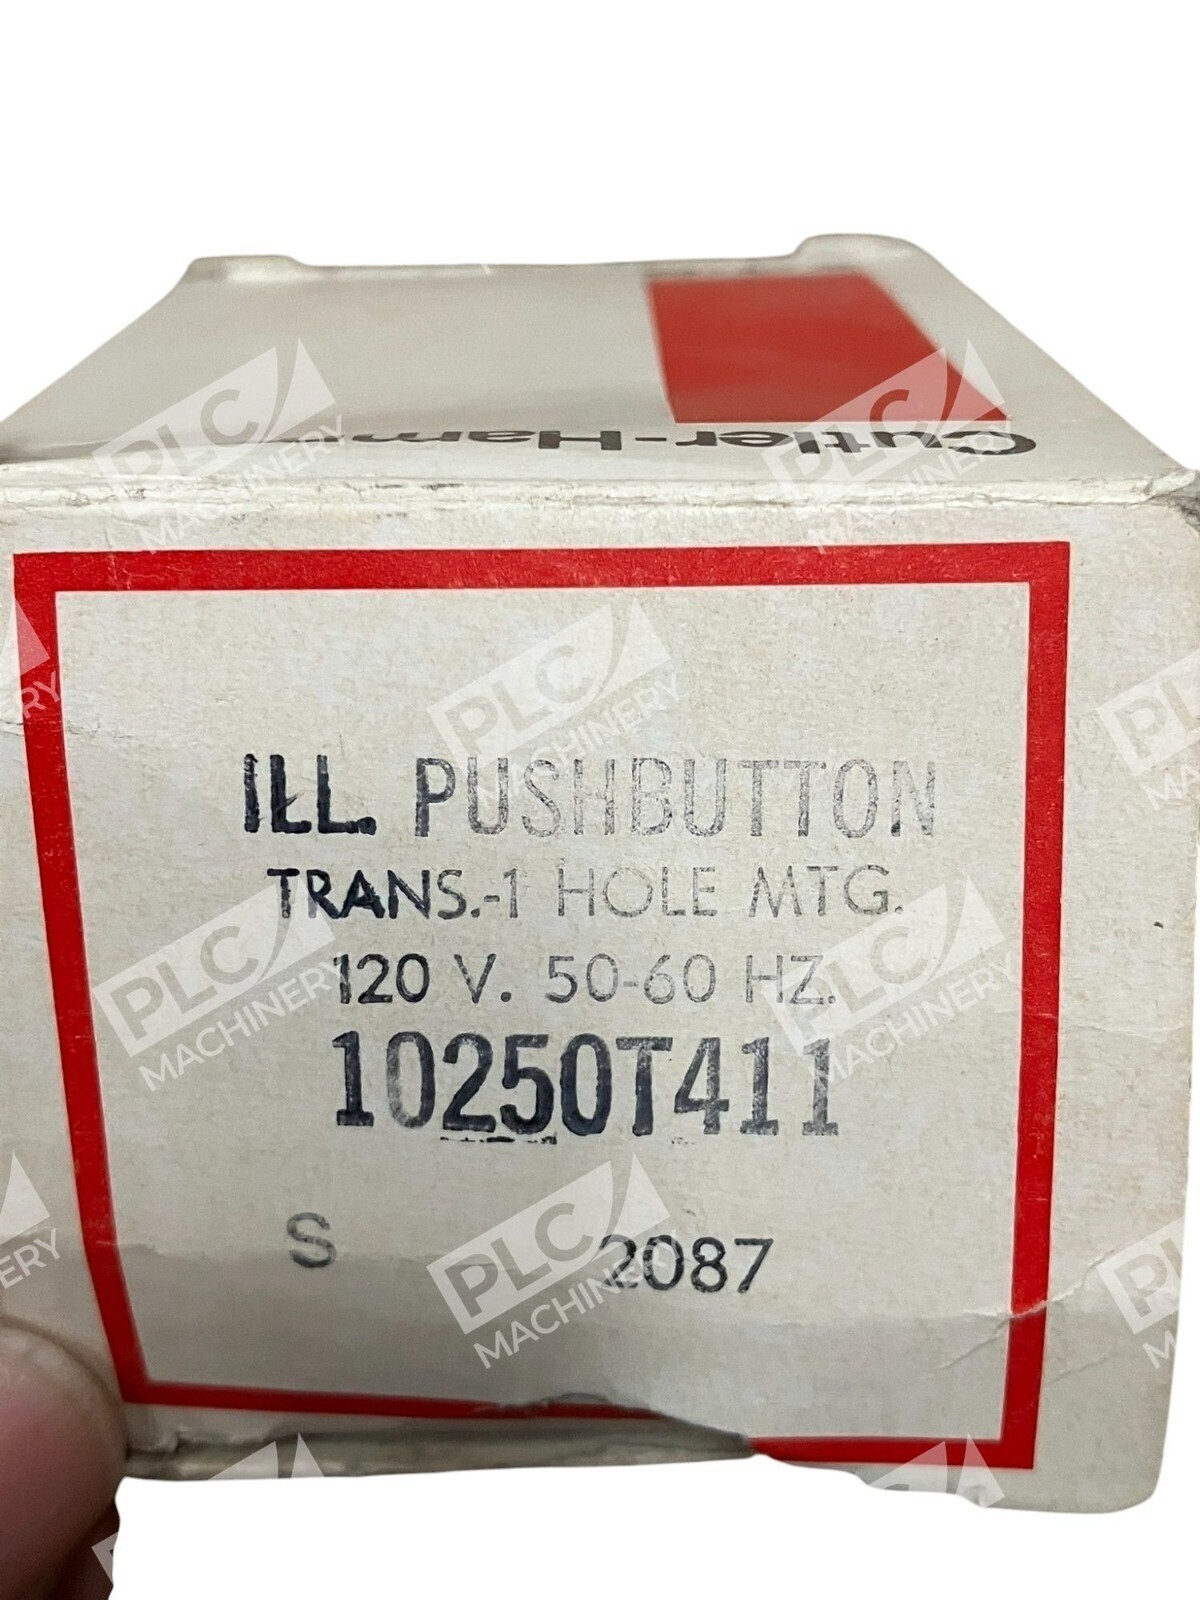 Cutler-Ham
ILL. PUSHBUTTON
TRANS.-1 HOLE MTG.
120 V. 50-60 HZ.
10250T411
S 2087
PLC MACHINERY